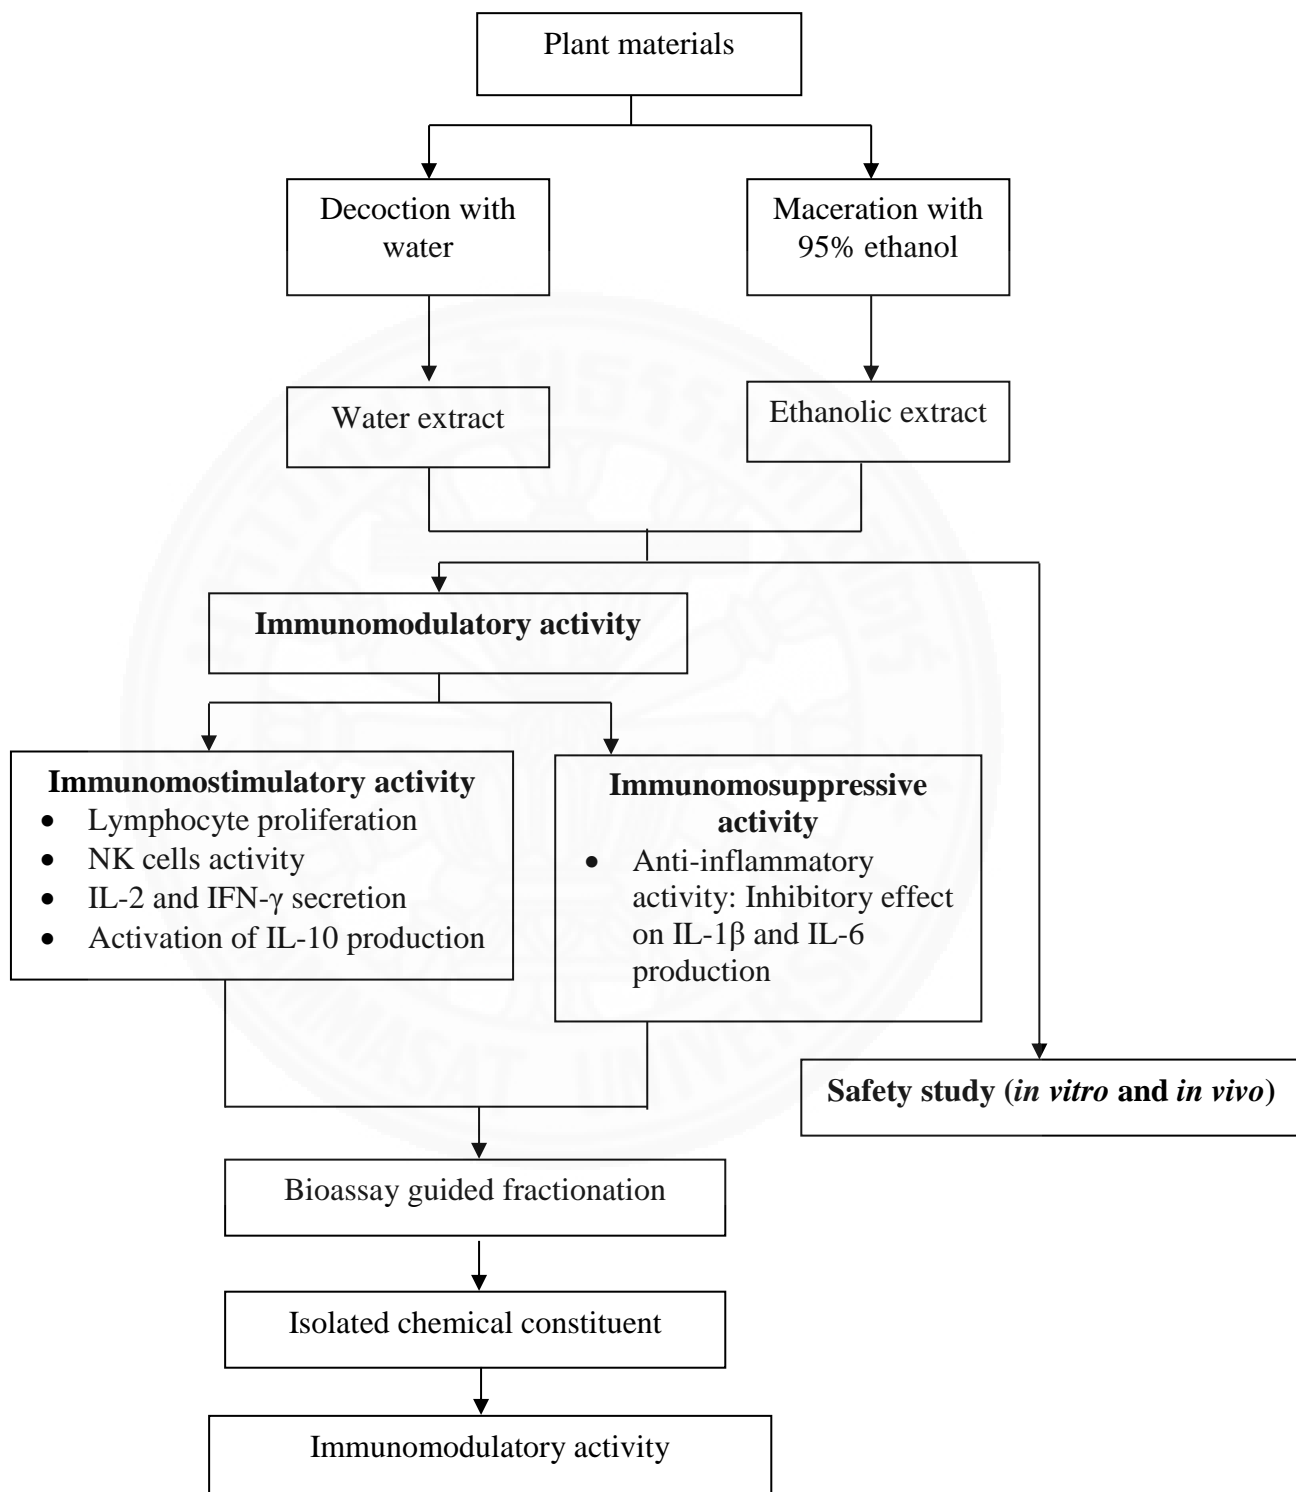 Plant materials
Decoction with
water
Maceration with
95% ethanol
Water extract
Ethanolic extract
Immunomodulatory activity
Immunomostimulatory activity
• Lymphocyte proliferation
• NK cells activity
• IL-2 and IFN-γ secretion
• Activation of IL-10 production
Immunomosuppressive
activity
• Anti-inflammatory
activity: Inhibitory effect
on IL-1β and IL-6
production
Safety study (in vitro and in vivo)
Bioassay guided fractionation
Isolated chemical constituent
Immunomodulatory activity